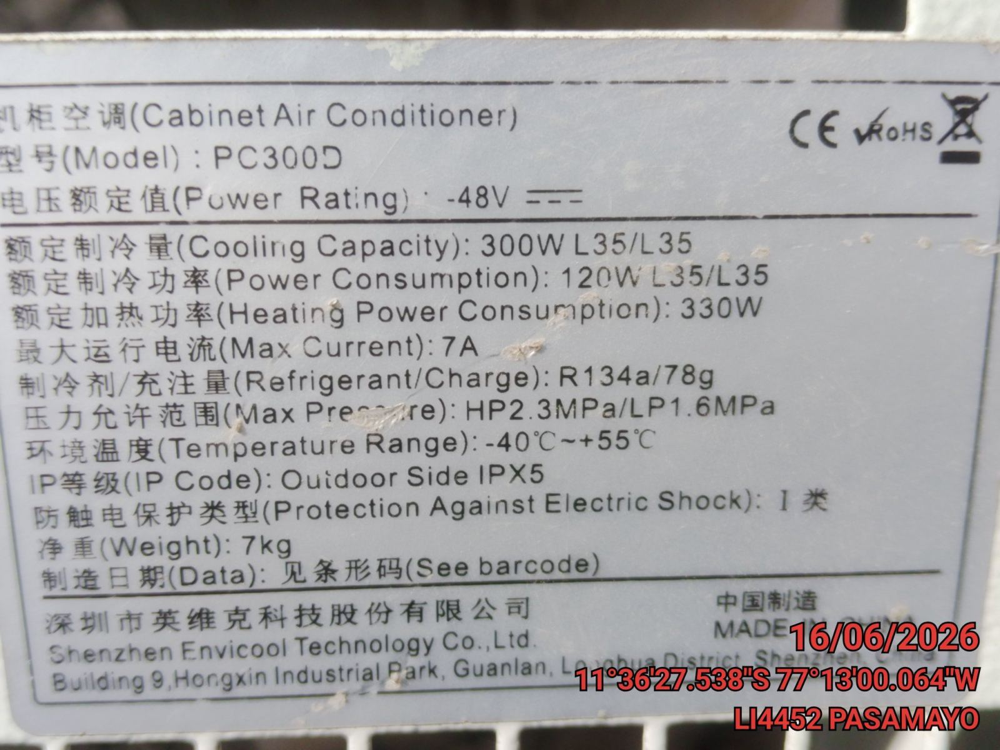 机柜空调(Cabinet Air Conditioner)
CE RoHS
型号(Model) : PC300D
电压额定值(Power Rating) : -48V
额定制冷量(Cooling Capacity): 300W L35/L35
额定制冷功率(Power Consumption): 120W L35/L35
额定加热功率(Heating Power Consumption): 330W
最大运行电流(Max Current): 7A
制冷剂/充注量(Refrigerant/Charge): R134a/78g
压力允许范围(Max Pressure): HP2.3MPa/LP1.6MPa
环境温度(Temperature Range): -40℃~+55℃
IP等级(IP Code): Outdoor Side IPX5
防触电保护类型(Protection Against Electric Shock): I 类
净重(Weight): 7kg
制造日期(Data): 见条形码(See barcode)
深圳市英维克科技股份有限公司
Shenzhen Envicool Technology Co.,Ltd.
Building 9,Hongxin Industrial Park, Guanlan, Longhua District, Shenzhen, China
中国制造
MADE IN CHINA
16/06/2026
11°36'27.538"S 77°13'00.064"W
LI4452 PASAMAYO